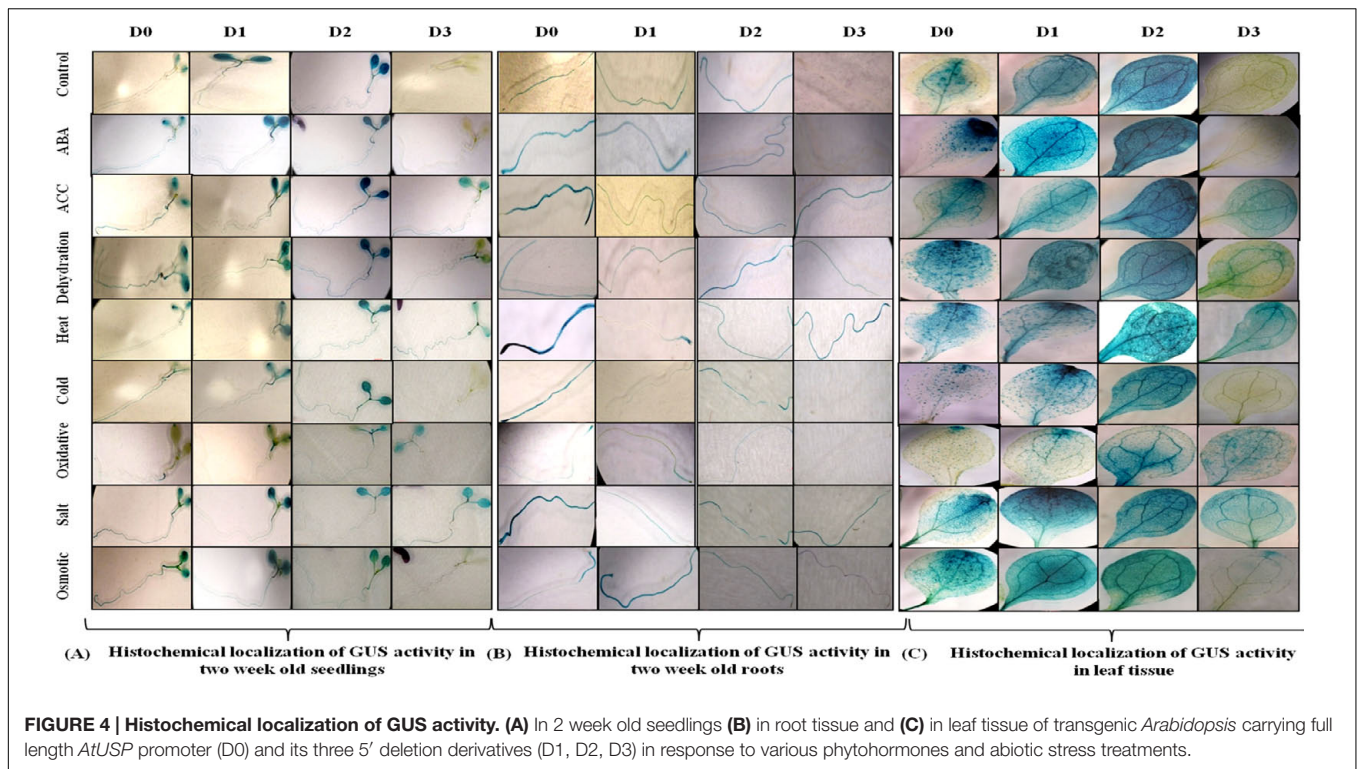 D0 D1 D2 D3 D0 D1 D2 D3 D0 D1 D2 D3
Control
ABA
ACC
Dehydration
Heat
Cold
Oxidative
Salt
Osmotic
(A) Histochemical localization of GUS activity in two week old seedlings
(B) Histochemical localization of GUS activity in two week old roots
(C) Histochemical localization of GUS activity in leaf tissue
FIGURE 4 | Histochemical localization of GUS activity. (A) In 2 week old seedlings (B) in root tissue and (C) in leaf tissue of transgenic Arabidopsis carrying full
length AtUSP promoter (D0) and its three 5′ deletion derivatives (D1, D2, D3) in response to various phytohormones and abiotic stress treatments.